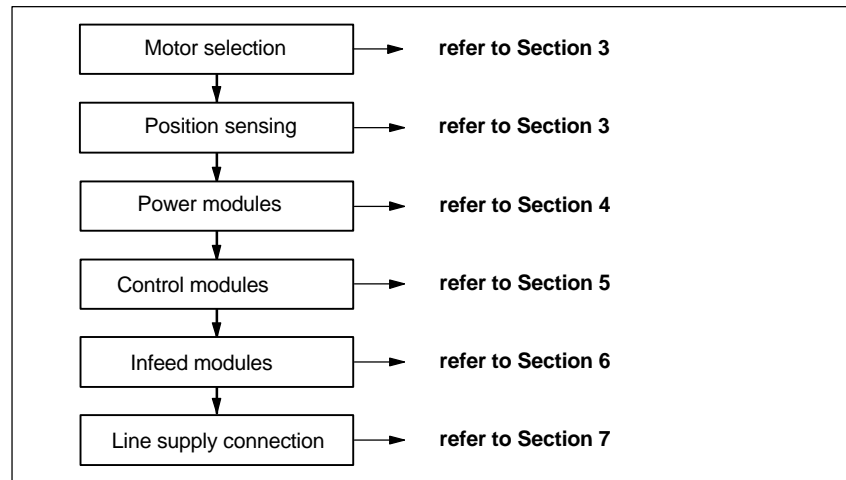 Motor selection refer to Section 3
Position sensing refer to Section 3
Power modules refer to Section 4
Control modules refer to Section 5
Infeed modules refer to Section 6
Line supply connection refer to Section 7